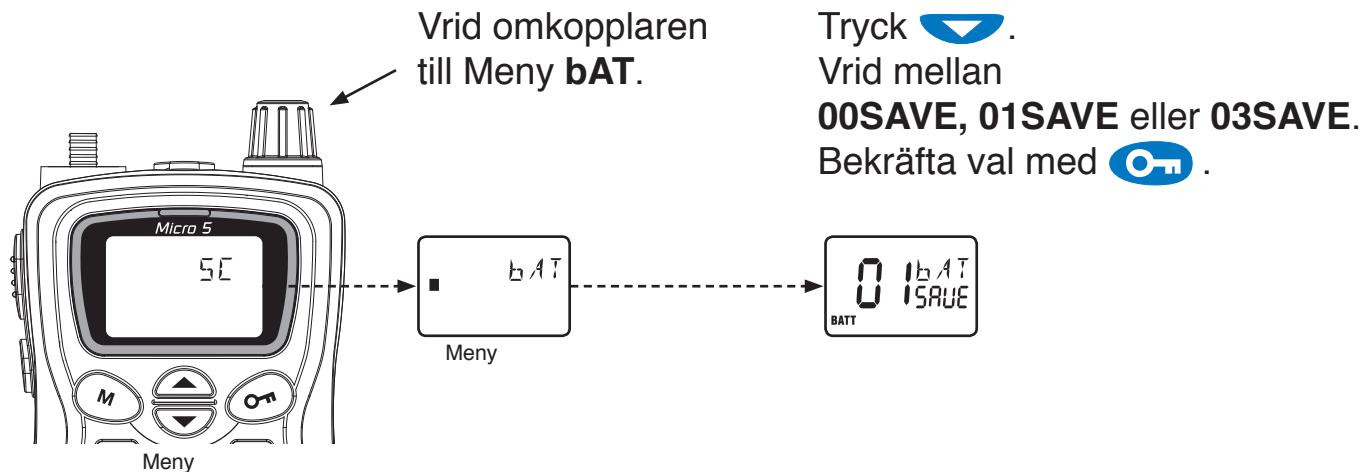 Vrid omkopplaren
till Meny bAT.
Tryck .
Vrid mellan
00SAVE, 01SAVE eller 03SAVE.
Bekräfta val med .
Micro 5
SC
M
Meny
bAT
Meny
01 bAT
SAVE
BATT